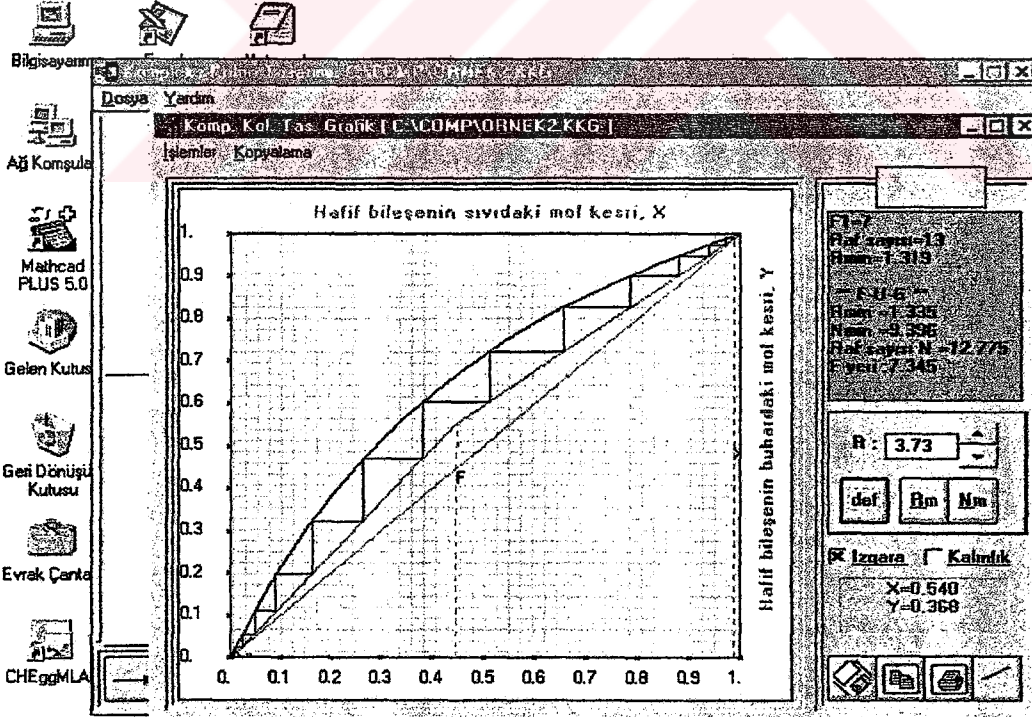 Bilgisayarım
Ağ Komşula
Mathcad
PLUS 5.0
Gelen Kutus
Geri Dönüşü
Kutusu
Evrak Çanta
CHEggMLA
Dosya Yardım
Komp. Kol. Tas. Grafik [ C:\COMP\ORNEK2.KKG ]
İşlemler Kopyalama
Hafif bileşenin sıvıdaki mol kesri, X
1.
0.9
0.8
0.7
0.6
0.5
0.4
0.3
0.2
0.1
0.
F
0. 0.1 0.2 0.3 0.4 0.5 0.6 0.7 0.8 0.9 1.
Hafif bileşenin buhardaki mol kesri, Y
F1=7
Raf sayısı=13
Rmin=1.319
-- F-U-G --
Rmin =1.335
Nmin =9.396
Raf sayısı N =12.775
F yeri :7.345
R : 3.73
def Rm Nm
Izgara Kalınlık
X=0.540
Y=0.368